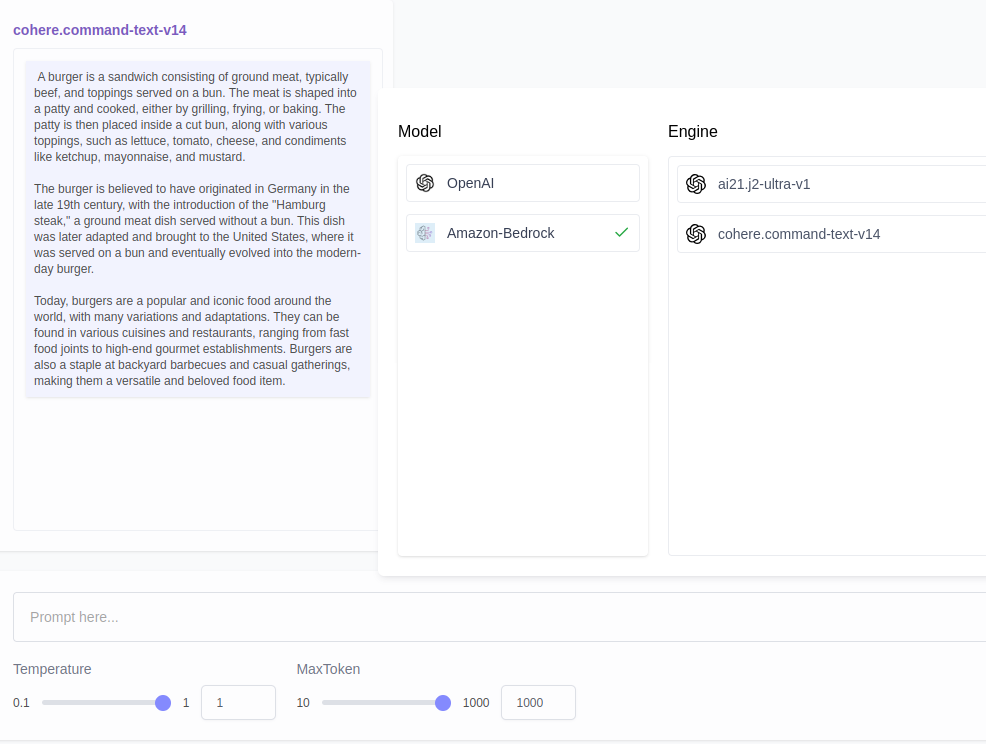 cohere.command-text-v14
A burger is a sandwich consisting of ground meat, typically
beef, and toppings served on a bun. The meat is shaped into
a patty and cooked, either by grilling, frying, or baking. The
patty is then placed inside a cut bun, along with various
toppings, such as lettuce, tomato, cheese, and condiments
like ketchup, mayonnaise, and mustard.
The burger is believed to have originated in Germany in the
late 19th century, with the introduction of the "Hamburg
steak," a ground meat dish served without a bun. This dish
was later adapted and brought to the United States, where it
was served on a bun and eventually evolved into the modern-
day burger.
Today, burgers are a popular and iconic food around the
world, with many variations and adaptations. They can be
found in various cuisines and restaurants, ranging from fast
food joints to high-end gourmet establishments. Burgers are
also a staple at backyard barbecues and casual gatherings,
making them a versatile and beloved food item.
Model
OpenAI
Amazon-Bedrock
Engine
ai21.j2-ultra-v1
cohere.command-text-v14
Prompt here...
Temperature
0.1 1 1
MaxToken
10 1000 1000